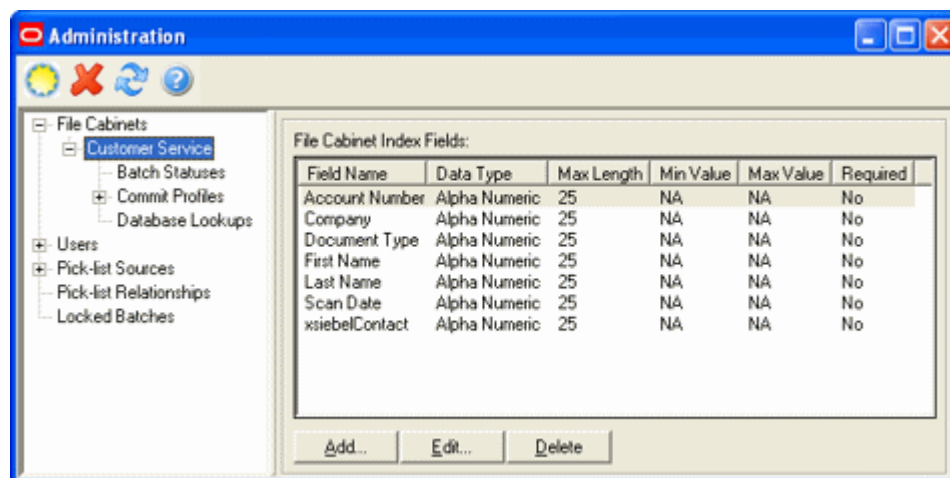 Administration
File Cabinets
Customer Service
Batch Statuses
Commit Profiles
Database Lookups
Users
Pick-list Sources
Pick-list Relationships
Locked Batches
File Cabinet Index Fields:
Field Name Data Type Max Length Min Value Max Value Required
Account Number Alpha Numeric 25 NA NA No
Company Alpha Numeric 25 NA NA No
Document Type Alpha Numeric 25 NA NA No
First Name Alpha Numeric 25 NA NA No
Last Name Alpha Numeric 25 NA NA No
Scan Date Alpha Numeric 25 NA NA No
xsiebelContact Alpha Numeric 25 NA NA No
Add... Edit... Delete